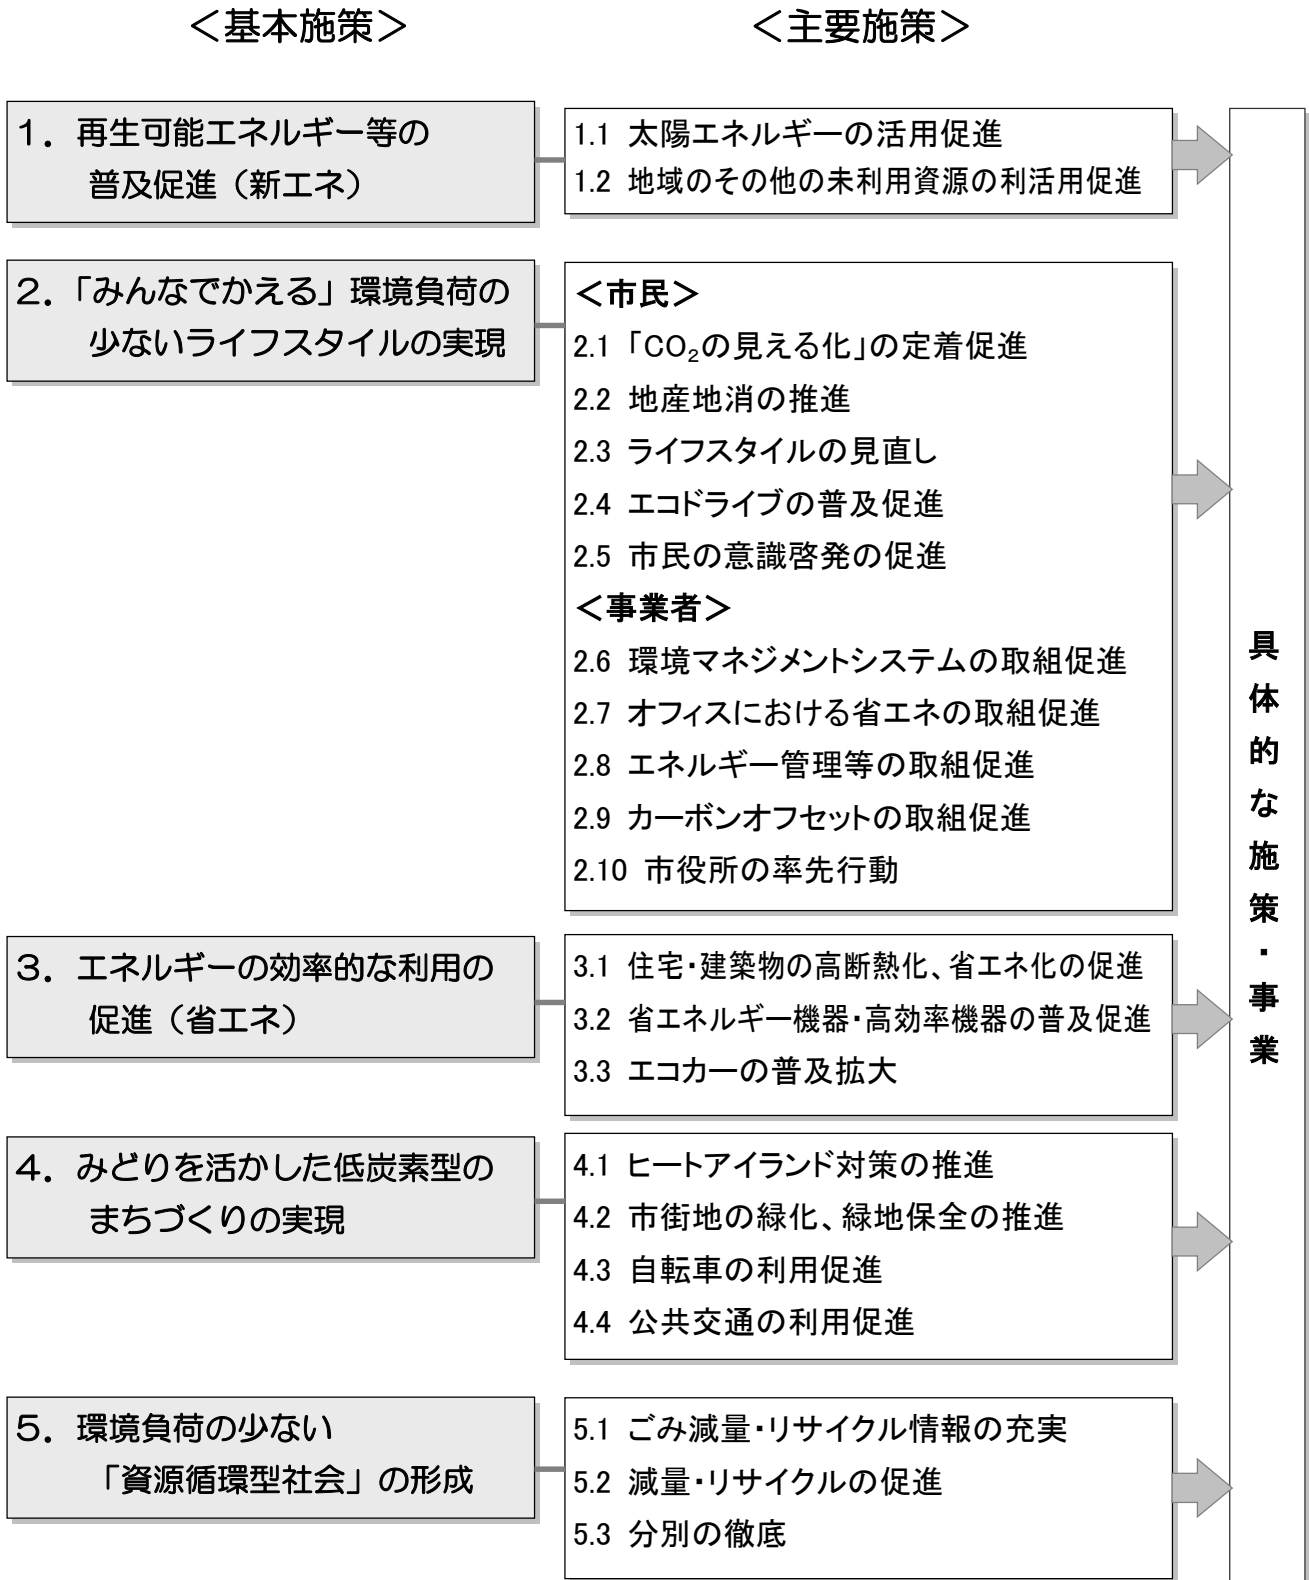 ＜基本施策＞
＜主要施策＞
１．再生可能エネルギー等の
普及促進（新エネ）
1.1 太陽エネルギーの活用促進
1.2 地域のその他の未利用資源の利活用促進
２．「みんなでかえる」環境負荷の
少ないライフスタイルの実現
＜市民＞
2.1 「CO₂の見える化」の定着促進
2.2 地産地消の推進
2.3 ライフスタイルの見直し
2.4 エコドライブの普及促進
2.5 市民の意識啓発の促進
＜事業者＞
2.6 環境マネジメントシステムの取組促進
2.7 オフィスにおける省エネの取組促進
2.8 エネルギー管理等の取組促進
2.9 カーボンオフセットの取組促進
2.10 市役所の率先行動
３．エネルギーの効率的な利用の
促進（省エネ）
3.1 住宅・建築物の高断熱化、省エネ化の促進
3.2 省エネルギー機器・高効率機器の普及促進
3.3 エコカーの普及拡大
４．みどりを活かした低炭素型の
まちづくりの実現
4.1 ヒートアイランド対策の推進
4.2 市街地の緑化、緑地保全の推進
4.3 自転車の利用促進
4.4 公共交通の利用促進
５．環境負荷の少ない
「資源循環型社会」の形成
5.1 ごみ減量・リサイクル情報の充実
5.2 減量・リサイクルの促進
5.3 分別の徹底
具体的な施策・事業